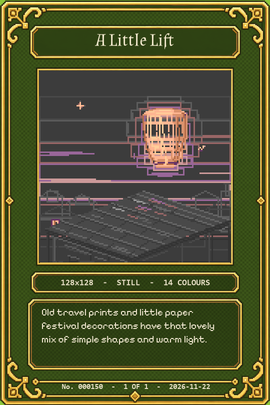 A Little Lift
128x128 - STILL - 14 COLOURS
Old travel prints and little paper
festival decorations have that lovely
mix of simple shapes and warm light.
No. 000150 - 1 OF 1 - 2026-11-22